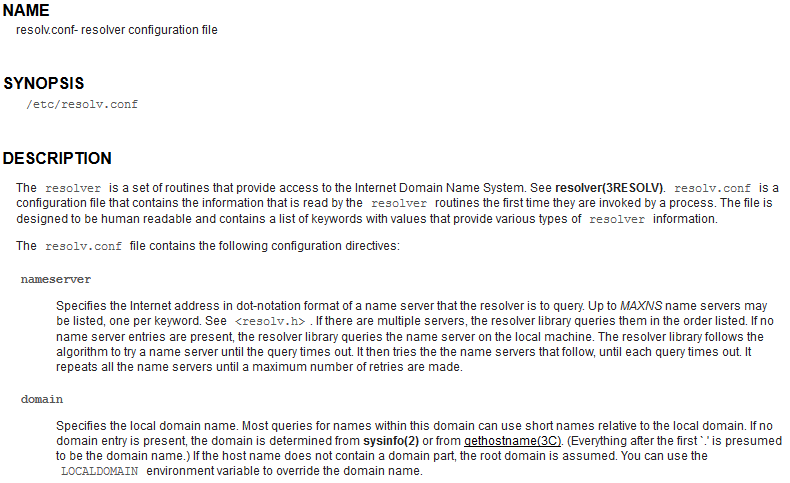 NAME
resolv.conf- resolver configuration file
SYNOPSIS
/etc/resolv.conf
DESCRIPTION
The resolver is a set of routines that provide access to the Internet Domain Name System. See resolver(3RESOLV). resolv.conf is a
configuration file that contains the information that is read by the resolver routines the first time they are invoked by a process. The file is
designed to be human readable and contains a list of keywords with values that provide various types of resolver information.
The resolv.conf file contains the following configuration directives:
nameserver
Specifies the Internet address in dot-notation format of a name server that the resolver is to query. Up to MAXNS name servers may
be listed, one per keyword. See <resolv.h> . If there are multiple servers, the resolver library queries them in the order listed. If no
name server entries are present, the resolver library queries the name server on the local machine. The resolver library follows the
algorithm to try a name server until the query times out. It then tries the the name servers that follow, until each query times out. It
repeats all the name servers until a maximum number of retries are made.
domain
Specifies the local domain name. Most queries for names within this domain can use short names relative to the local domain. If no
domain entry is present, the domain is determined from sysinfo(2) or from gethostname(3C). (Everything after the first `.' is presumed
to be the domain name.) If the host name does not contain a domain part, the root domain is assumed. You can use the
LOCALDOMAIN environment variable to override the domain name.